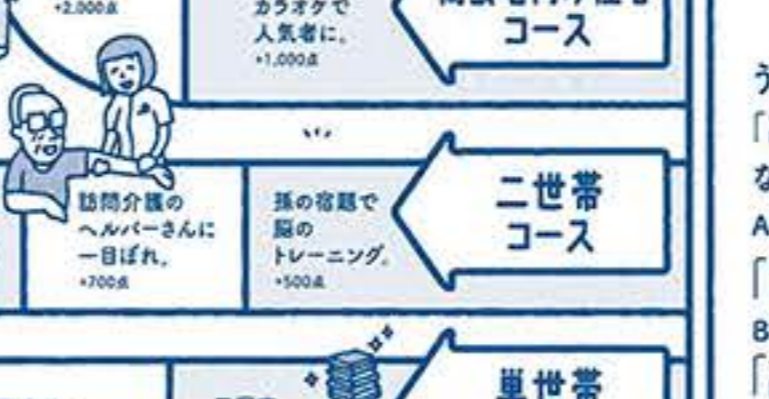 +2,000点
カラオケで
人気者に。
+1,000点
コース
訪問介護の
ヘルパーさんに
一目ぼれ。
+700点
孫の宿題で
脳の
トレーニング。
+500点
二世帯
コース
単世帯
う
「
な
A
「
B
「